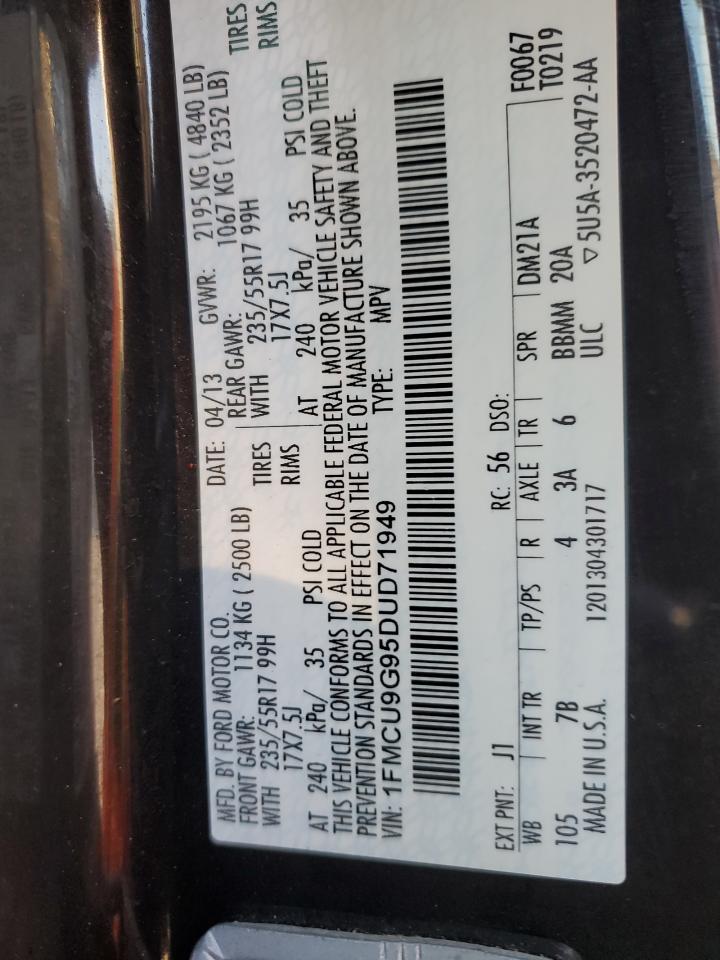 MFD. BY FORD MOTOR CO.
DATE: 04/13 GVWR: 2195 KG ( 4840 LB)
FRONT GAWR: 1134 KG ( 2500 LB)
REAR GAWR: 1067 KG ( 2352 LB)
WITH 235/55R17 99H TIRES
WITH 235/55R17 99H TIRES
17X7.5J RIMS
17X7.5J RIMS
AT 240 kPa/ 35 PSI COLD
AT 240 kPa/ 35 PSI COLD
THIS VEHICLE CONFORMS TO ALL APPLICABLE FEDERAL MOTOR VEHICLE SAFETY AND THEFT
PREVENTION STANDARDS IN EFFECT ON THE DATE OF MANUFACTURE SHOWN ABOVE.
VIN: 1FMCU9G95DUD71949 TYPE: MPV
F0067
T0219
EXT PNT: J1 RC: 56 DSO:
WB INT TR TP/PS R AXLE TR SPR DM21A
105 7B 4 3A 6 BBMM 20A
MADE IN U.S.A. 1201304301717 ULC ▽ 5U5A-3520472-AA